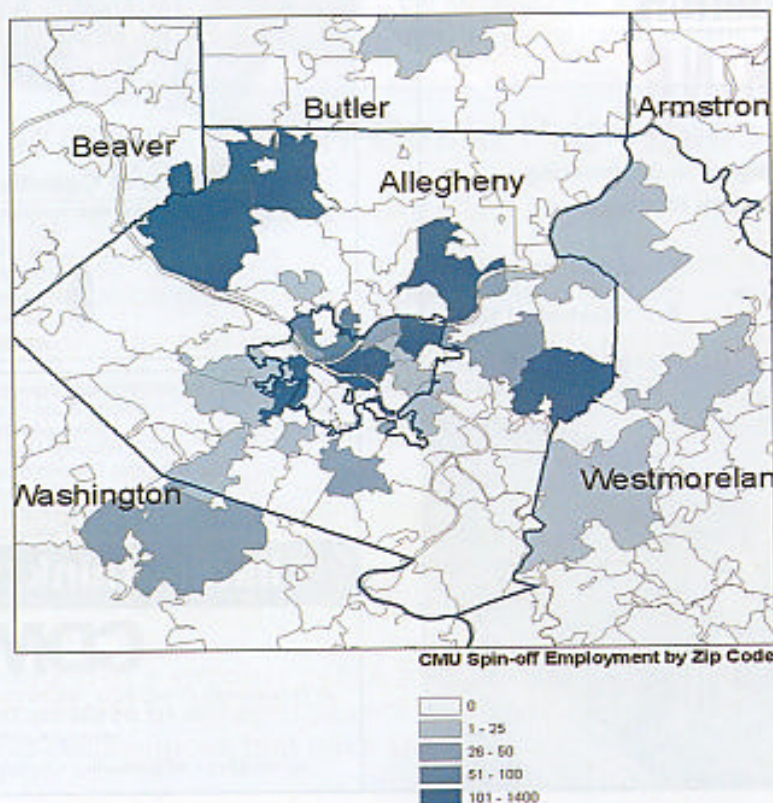 Butler
Armstron
Beaver
Allegheny
Washington
Westmorelan
CMU Spin-off Employment by Zip Code
0
1 - 25
26 - 50
51 - 100
101 - 1400